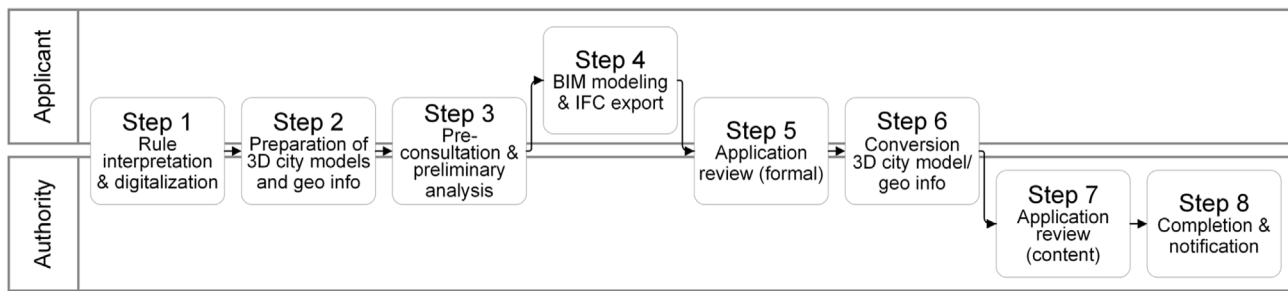 Applicant
Authority
Step 1
Rule
interpretation
& digitalization
Step 2
Preparation of
3D city models
and geo info
Step 3
Pre-
consultation &
preliminary
analysis
Step 4
BIM modeling
& IFC export
Step 5
Application
review (formal)
Step 6
Conversion
3D city model/
geo info
Step 7
Application
review
(content)
Step 8
Completion &
notification